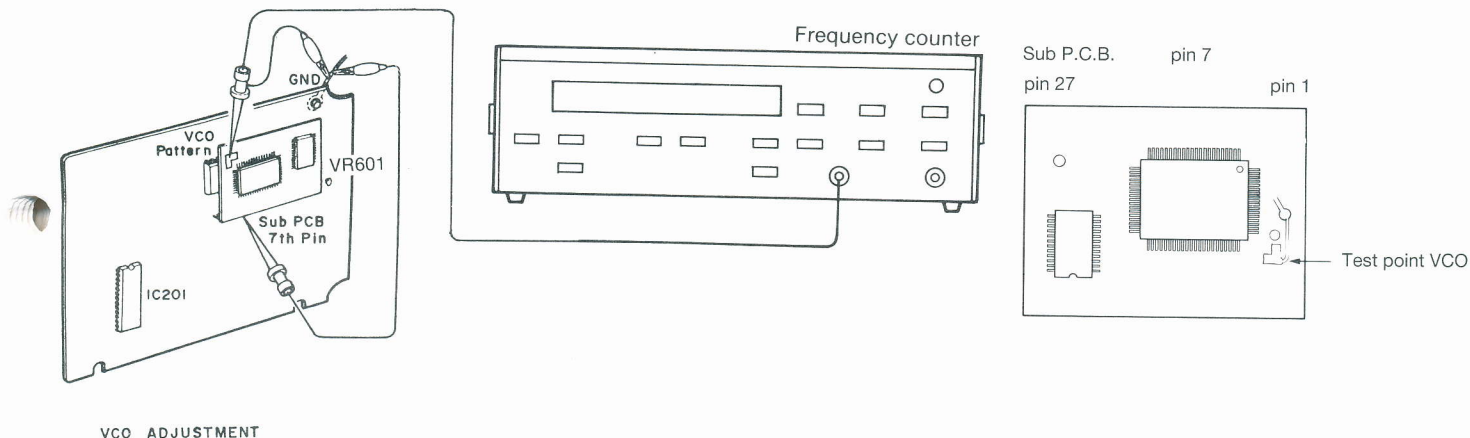 Frequency counter
Sub P.C.B. pin 7
pin 27 pin 1
GND
VCO
Pattern
VR601
Sub PCB
7th Pin
IC201
Test point VCO
VCO ADJUSTMENT